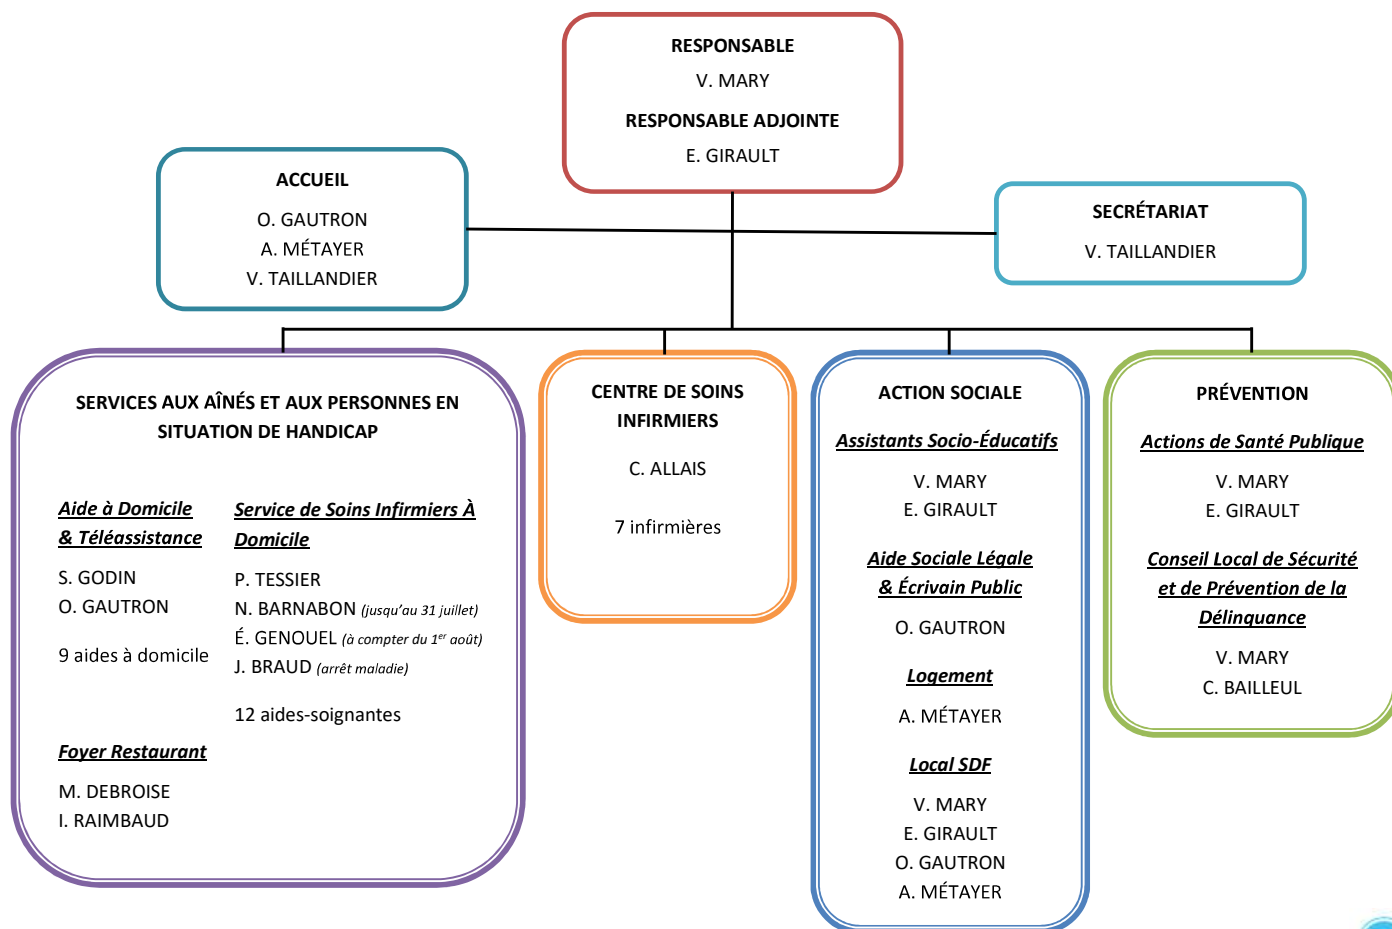 RESPONSABLE
V. MARY
RESPONSABLE ADJOINTE
E. GIRAULT
ACCUEIL
O. GAUTRON
A. MÉTAYER
V. TAILLANDIER
SECRÉTARIAT
V. TAILLANDIER
SERVICES AUX AÎNÉS ET AUX PERSONNES EN
SITUATION DE HANDICAP
Aide à Domicile
& Téléassistance
S. GODIN
O. GAUTRON
9 aides à domicile
Service de Soins Infirmiers À
Domicile
P. TESSIER
N. BARNABON (jusqu'au 31 juillet)
É. GENOUEL (à compter du 1er août)
J. BRAUD (arrêt maladie)
12 aides-soignantes
Foyer Restaurant
M. DEBROISE
I. RAIMBAUD
CENTRE DE SOINS
INFIRMIERS
C. ALLAIS
7 infirmières
ACTION SOCIALE
Assistants Socio-Éducatifs
V. MARY
E. GIRAULT
Aide Sociale Légale
& Écrivain Public
O. GAUTRON
Logement
A. MÉTAYER
Local SDF
V. MARY
E. GIRAULT
O. GAUTRON
A. MÉTAYER
PRÉVENTION
Actions de Santé Publique
V. MARY
E. GIRAULT
Conseil Local de Sécurité
et de Prévention de la
Délinquance
V. MARY
C. BAILLEUL